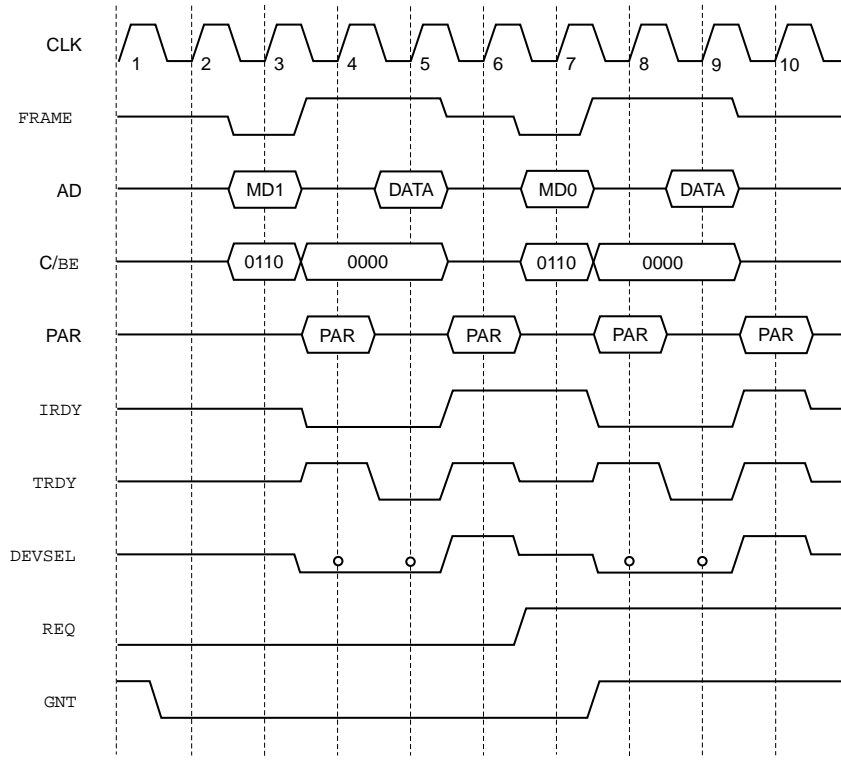 CLK
1 2 3 4 5 6 7 8 9 10
FRAME
AD MD1 DATA MD0 DATA
C/BE 0110 0000 0110 0000
PAR PAR PAR PAR PAR
IRDY
TRDY
DEVSEL
REQ
GNT